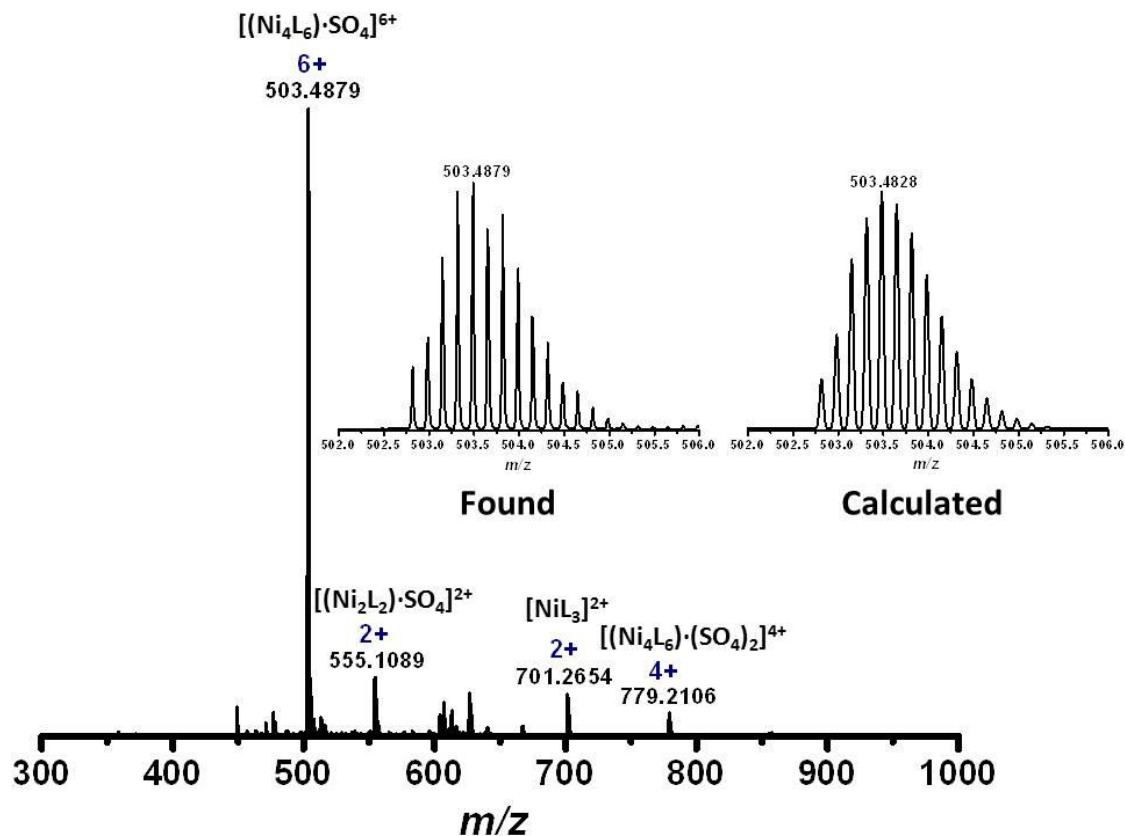 [(Ni₄L₆)·SO₄]⁶⁺
6+
503.4879
503.4879
502.0 502.5 503.0 503.5 504.0 504.5 505.0 505.5 506.0
m/z
Found
503.4828
502.0 502.5 503.0 503.5 504.0 504.5 505.0 505.5 506.0
m/z
Calculated
[(Ni₂L₂)·SO₄]²⁺
2+
555.1089
[NiL₃]²⁺
2+
701.2654
[(Ni₄L₆)·(SO₄)₂]⁴⁺
4+
779.2106
300 400 500 600 700 800 900 1000
m/z